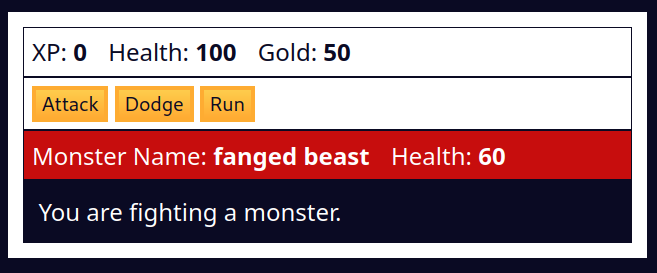 XP: 0 Health: 100 Gold: 50
Attack Dodge Run
Monster Name: fanged beast Health: 60
You are fighting a monster.